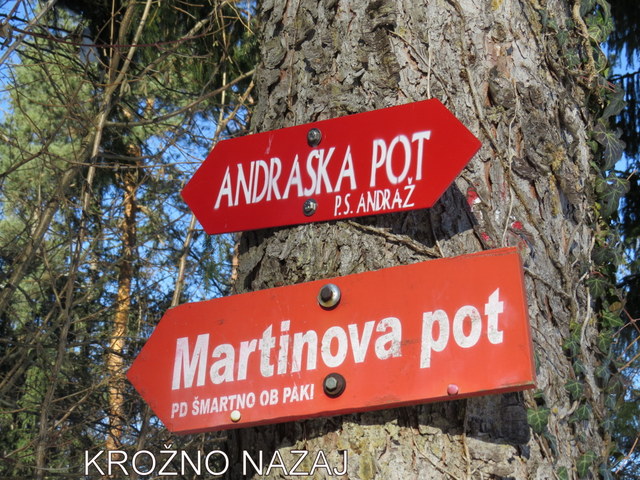 ANDRASKA POT
P.S. ANDRAŽ
Martinova pot
PD ŠMARTNO OB PAKI
KROŽNO NAZAJ